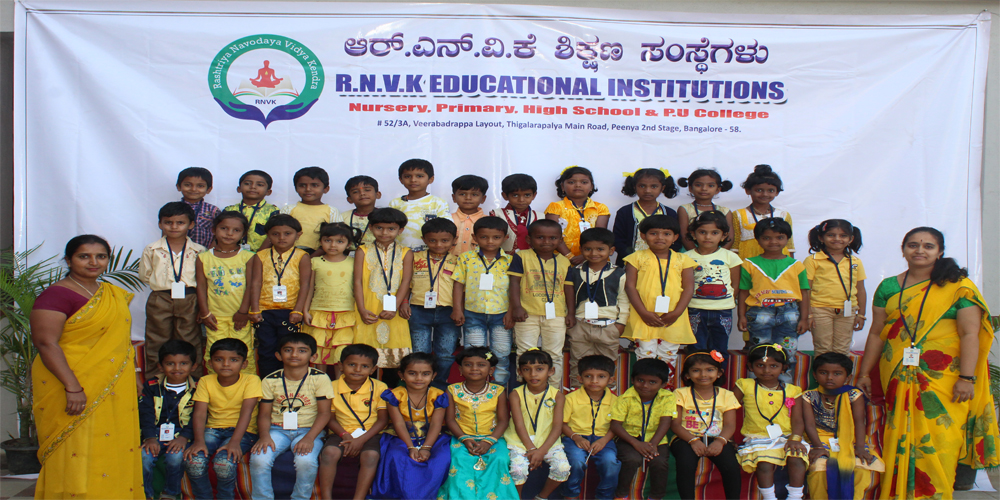 Rashtriya Navodaya Vidya Kendra
RNVK
ಆರ್.ಎನ್.ವಿ.ಕೆ ಶಿಕ್ಷಣ ಸಂಸ್ಥೆಗಳು
R.N.V.K EDUCATIONAL INSTITUTIONS
Nursery, Primary, High School & P.U College
# 52/3A, Veerabadrappa Layout, Thigalarapalya Main Road, Peenya 2nd Stage, Bangalore - 58.